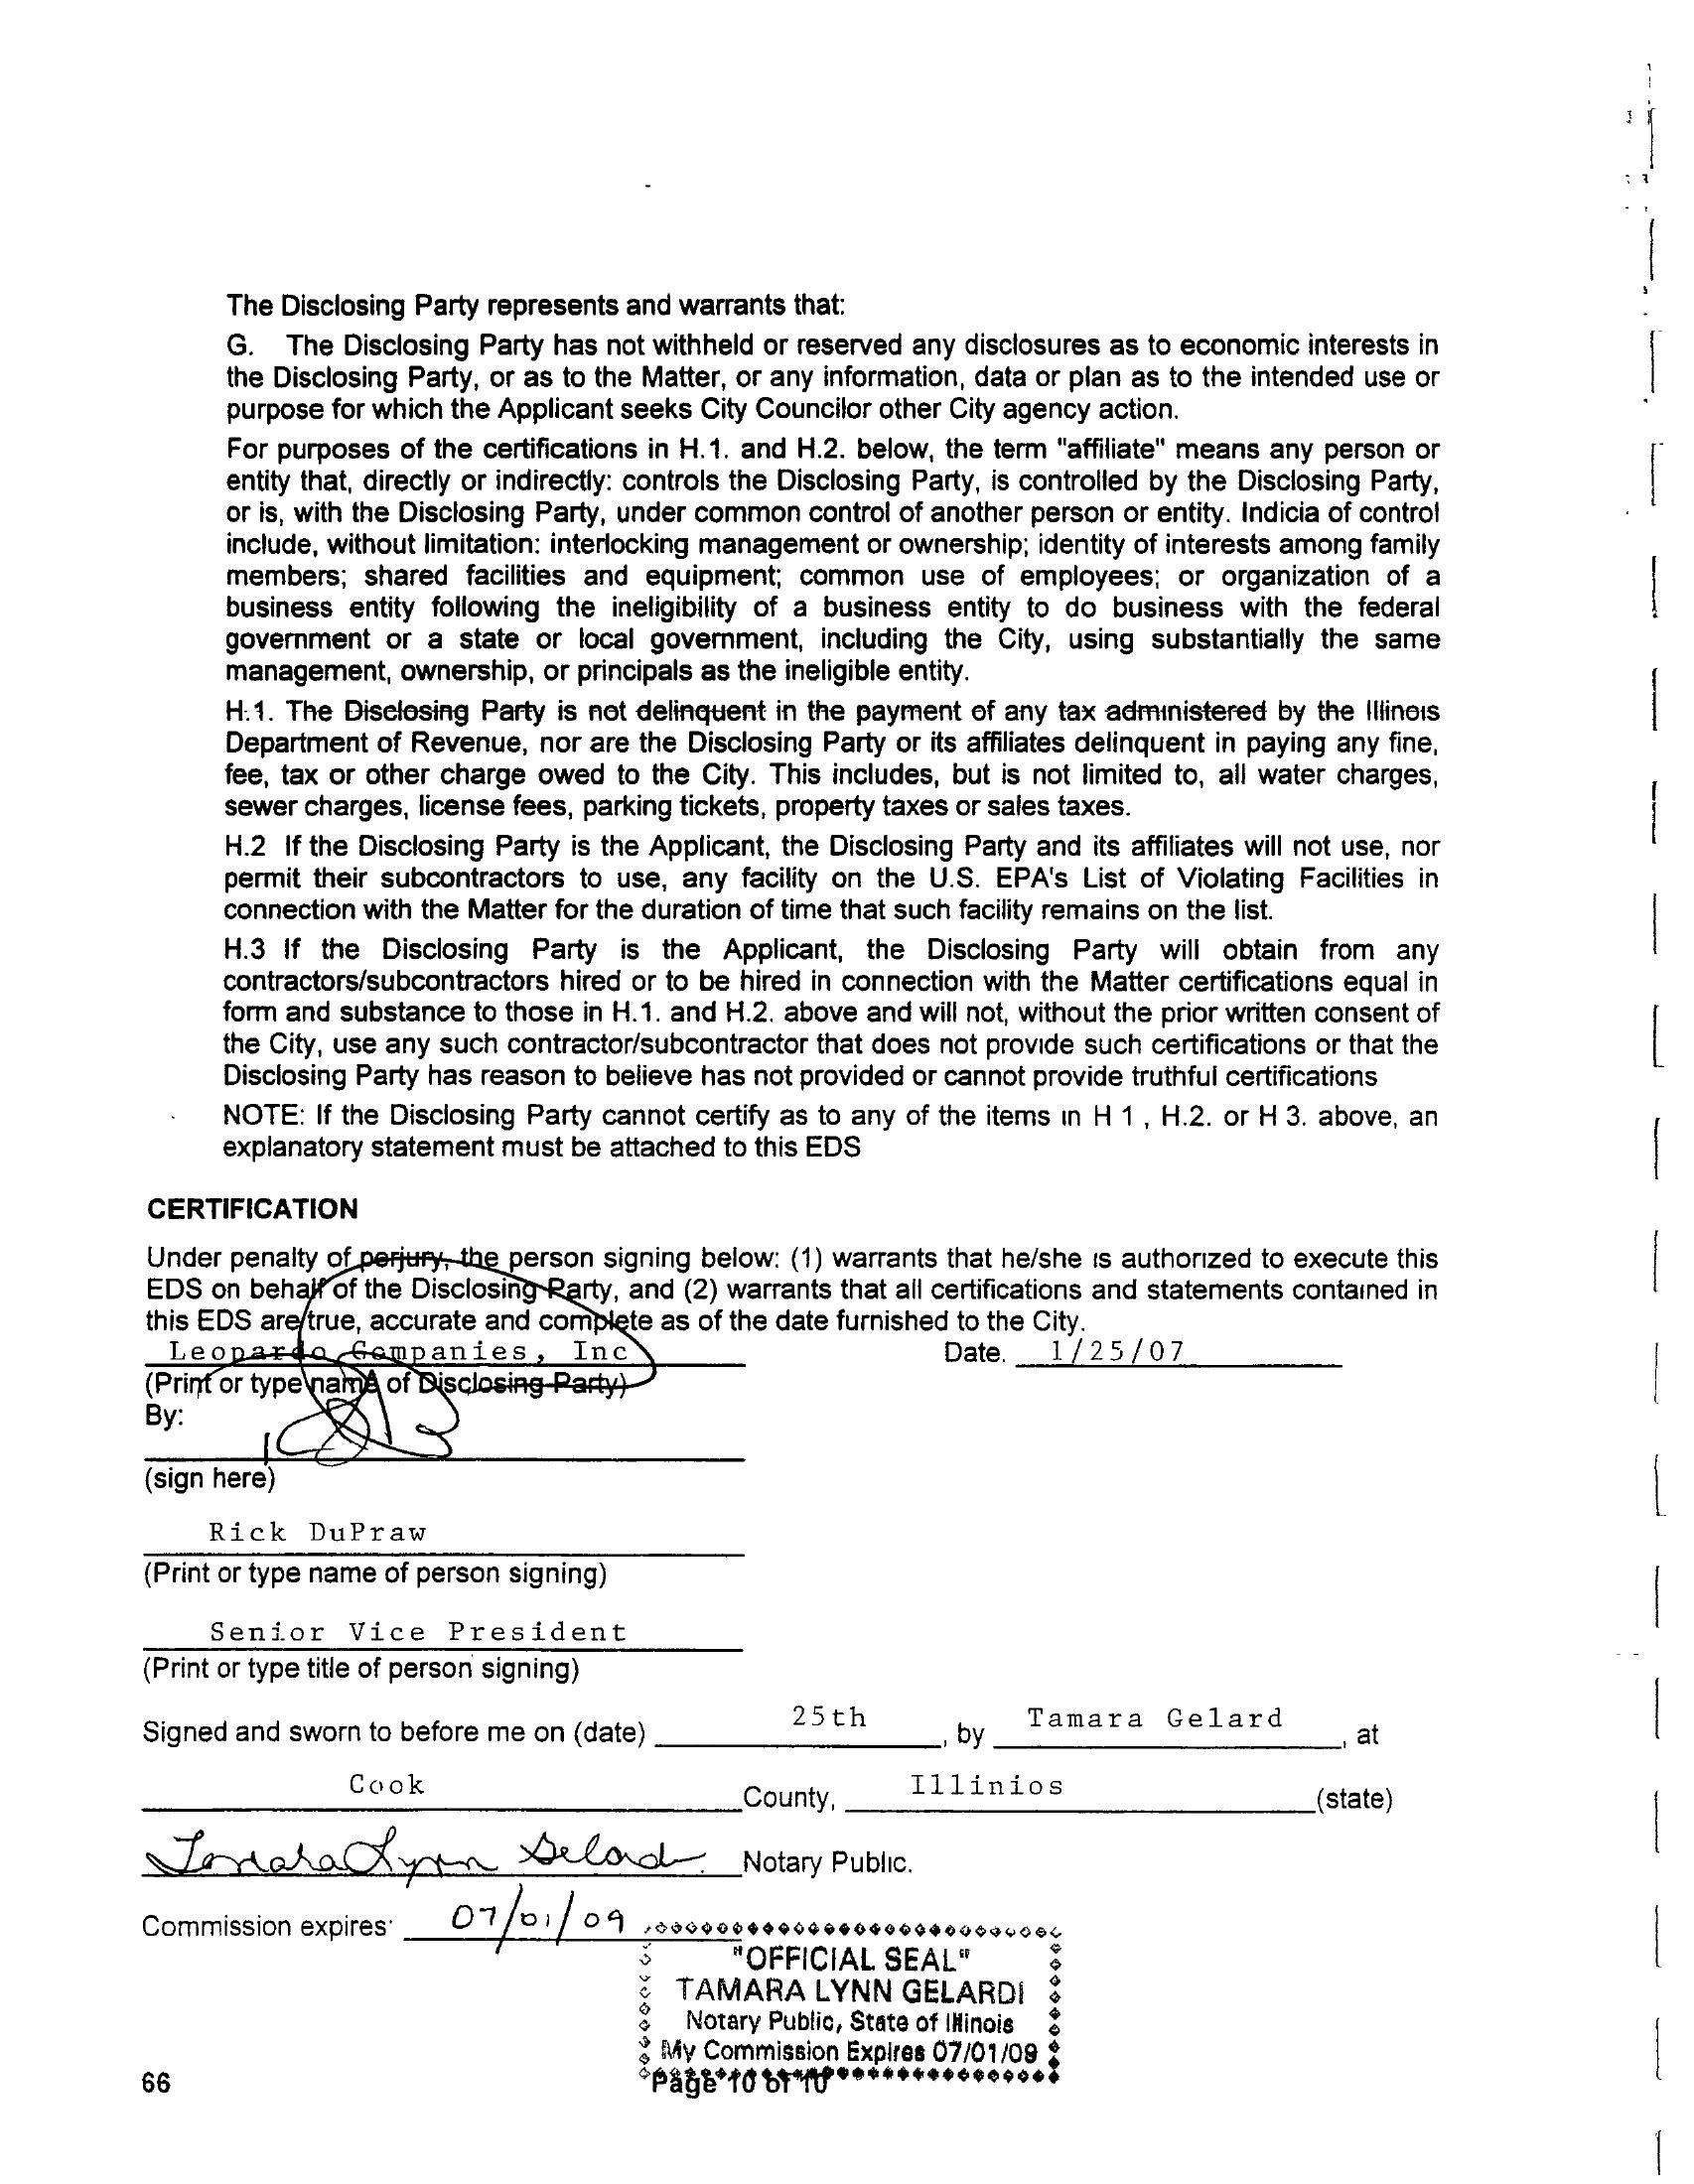 The Disclosing Party represents and warrants that:
G. The Disclosing Party has not withheld or reserved any disclosures as to economic interests in
the Disclosing Party, or as to the Matter, or any information, data or plan as to the intended use or
purpose for which the Applicant seeks City Councilor other City agency action.
For purposes of the certifications in H.1. and H.2. below, the term "affiliate" means any person or
entity that, directly or indirectly: controls the Disclosing Party, is controlled by the Disclosing Party,
or is, with the Disclosing Party, under common control of another person or entity. Indicia of control
include, without limitation: interlocking management or ownership; identity of interests among family
members; shared facilities and equipment; common use of employees; or organization of a
business entity following the ineligibility of a business entity to do business with the federal
government or a state or local government, including the City, using substantially the same
management, ownership, or principals as the ineligible entity.
H.1. The Disclosing Party is not delinquent in the payment of any tax administered by the Illinois
Department of Revenue, nor are the Disclosing Party or its affiliates delinquent in paying any fine,
fee, tax or other charge owed to the City. This includes, but is not limited to, all water charges,
sewer charges, license fees, parking tickets, property taxes or sales taxes.
H.2 If the Disclosing Party is the Applicant, the Disclosing Party and its affiliates will not use, nor
permit their subcontractors to use, any facility on the U.S. EPA's List of Violating Facilities in
connection with the Matter for the duration of time that such facility remains on the list.
H.3 If the Disclosing Party is the Applicant, the Disclosing Party will obtain from any
contractors/subcontractors hired or to be hired in connection with the Matter certifications equal in
form and substance to those in H.1. and H.2. above and will not, without the prior written consent of
the City, use any such contractor/subcontractor that does not provide such certifications or that the
Disclosing Party has reason to believe has not provided or cannot provide truthful certifications
NOTE: If the Disclosing Party cannot certify as to any of the items in H 1 , H.2. or H 3. above, an
explanatory statement must be attached to this EDS
CERTIFICATION
Under penalty of perjury, the person signing below: (1) warrants that he/she is authorized to execute this
EDS on behalf of the Disclosing Party, and (2) warrants that all certifications and statements contained in
this EDS are true, accurate and complete as of the date furnished to the City.
Leopardo Companies, Inc Date. 1/25/07
(Print or type name of Disclosing Party)
By:
(sign here)
Rick DuPraw
(Print or type name of person signing)
Senior Vice President
(Print or type title of person signing)
Signed and sworn to before me on (date) 25th , by Tamara Gelard , at
Cook County, Illinios (state)
Tamara Lynn Gelard Notary Public.
Commission expires: 07/01/09
"OFFICIAL SEAL"
TAMARA LYNN GELARDI
Notary Public, State of Illinois
My Commission Expires 07/01/09
66 Page 10 of 10